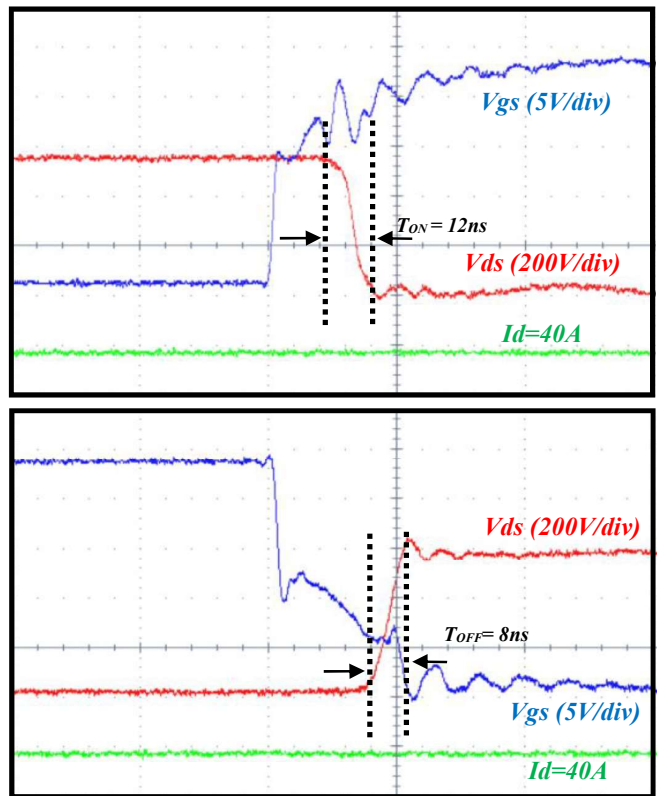 Vgs (5V/div)
TON = 12ns
Vds (200V/div)
Id=40A
Vds (200V/div)
TOFF= 8ns
Vgs (5V/div)
Id=40A